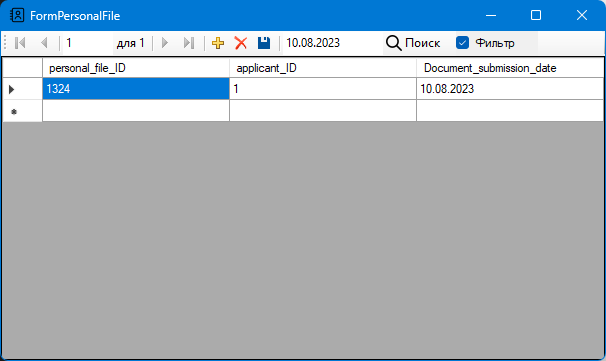 FormPersonalFile
1 для 1 10.08.2023 Поиск Фильтр
personal_file_ID applicant_ID Document_submission_date
1324 1 10.08.2023